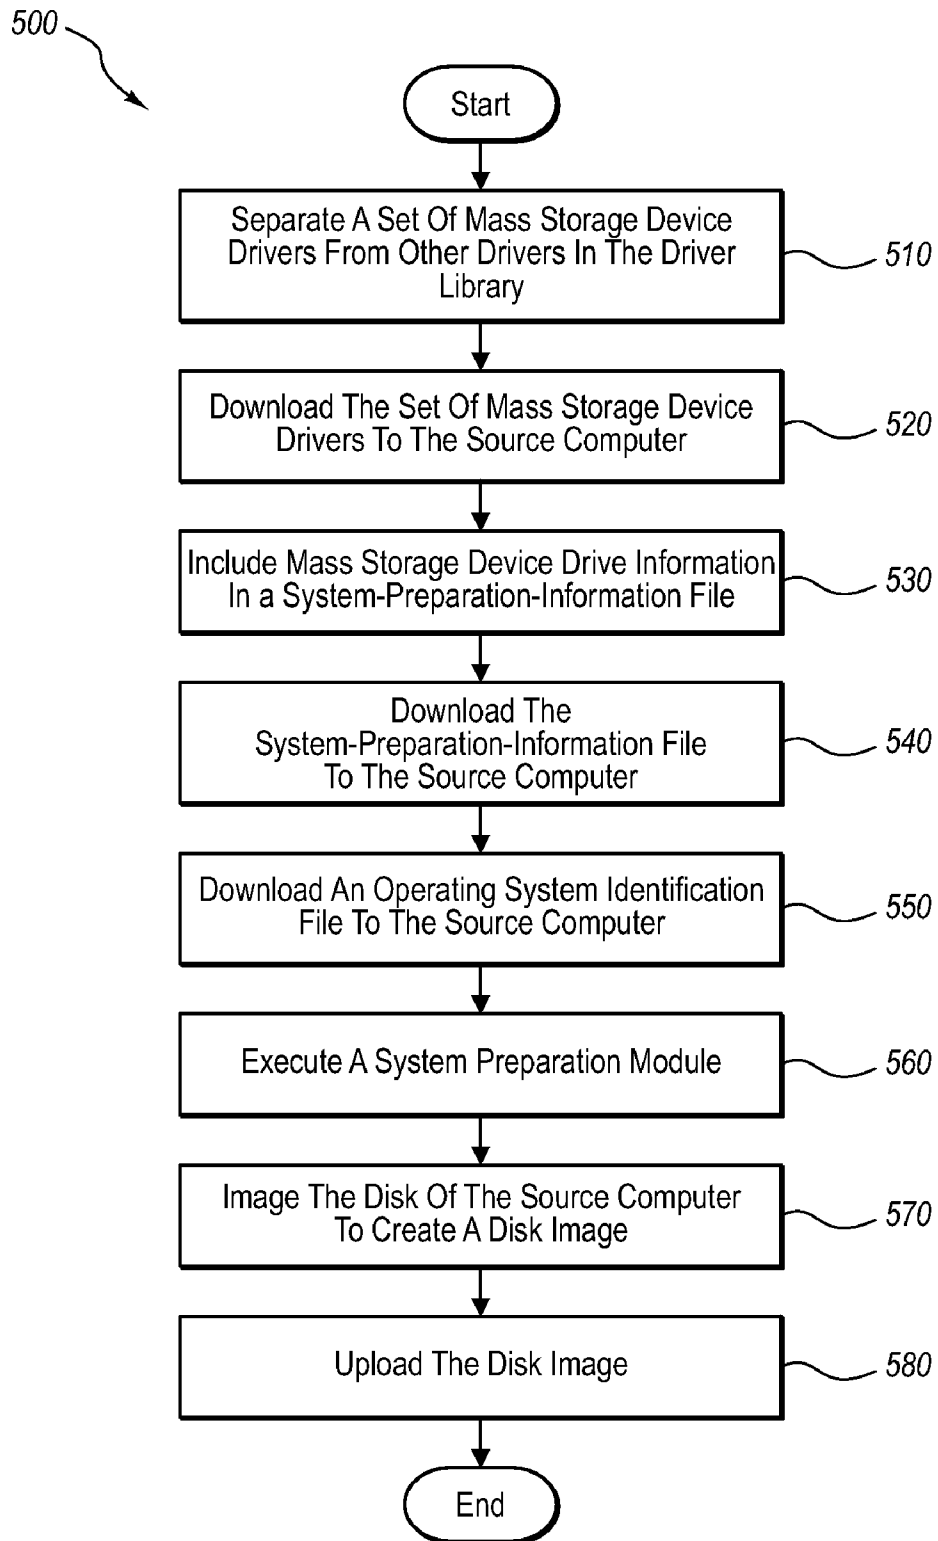 500
Start
Separate A Set Of Mass Storage Device
Drivers From Other Drivers In The Driver
Library
510
Download The Set Of Mass Storage Device
Drivers To The Source Computer
520
Include Mass Storage Device Drive Information
In a System-Preparation-Information File
530
Download The
System-Preparation-Information File
To The Source Computer
540
Download An Operating System Identification
File To The Source Computer
550
Execute A System Preparation Module
560
Image The Disk Of The Source Computer
To Create A Disk Image
570
Upload The Disk Image
580
End